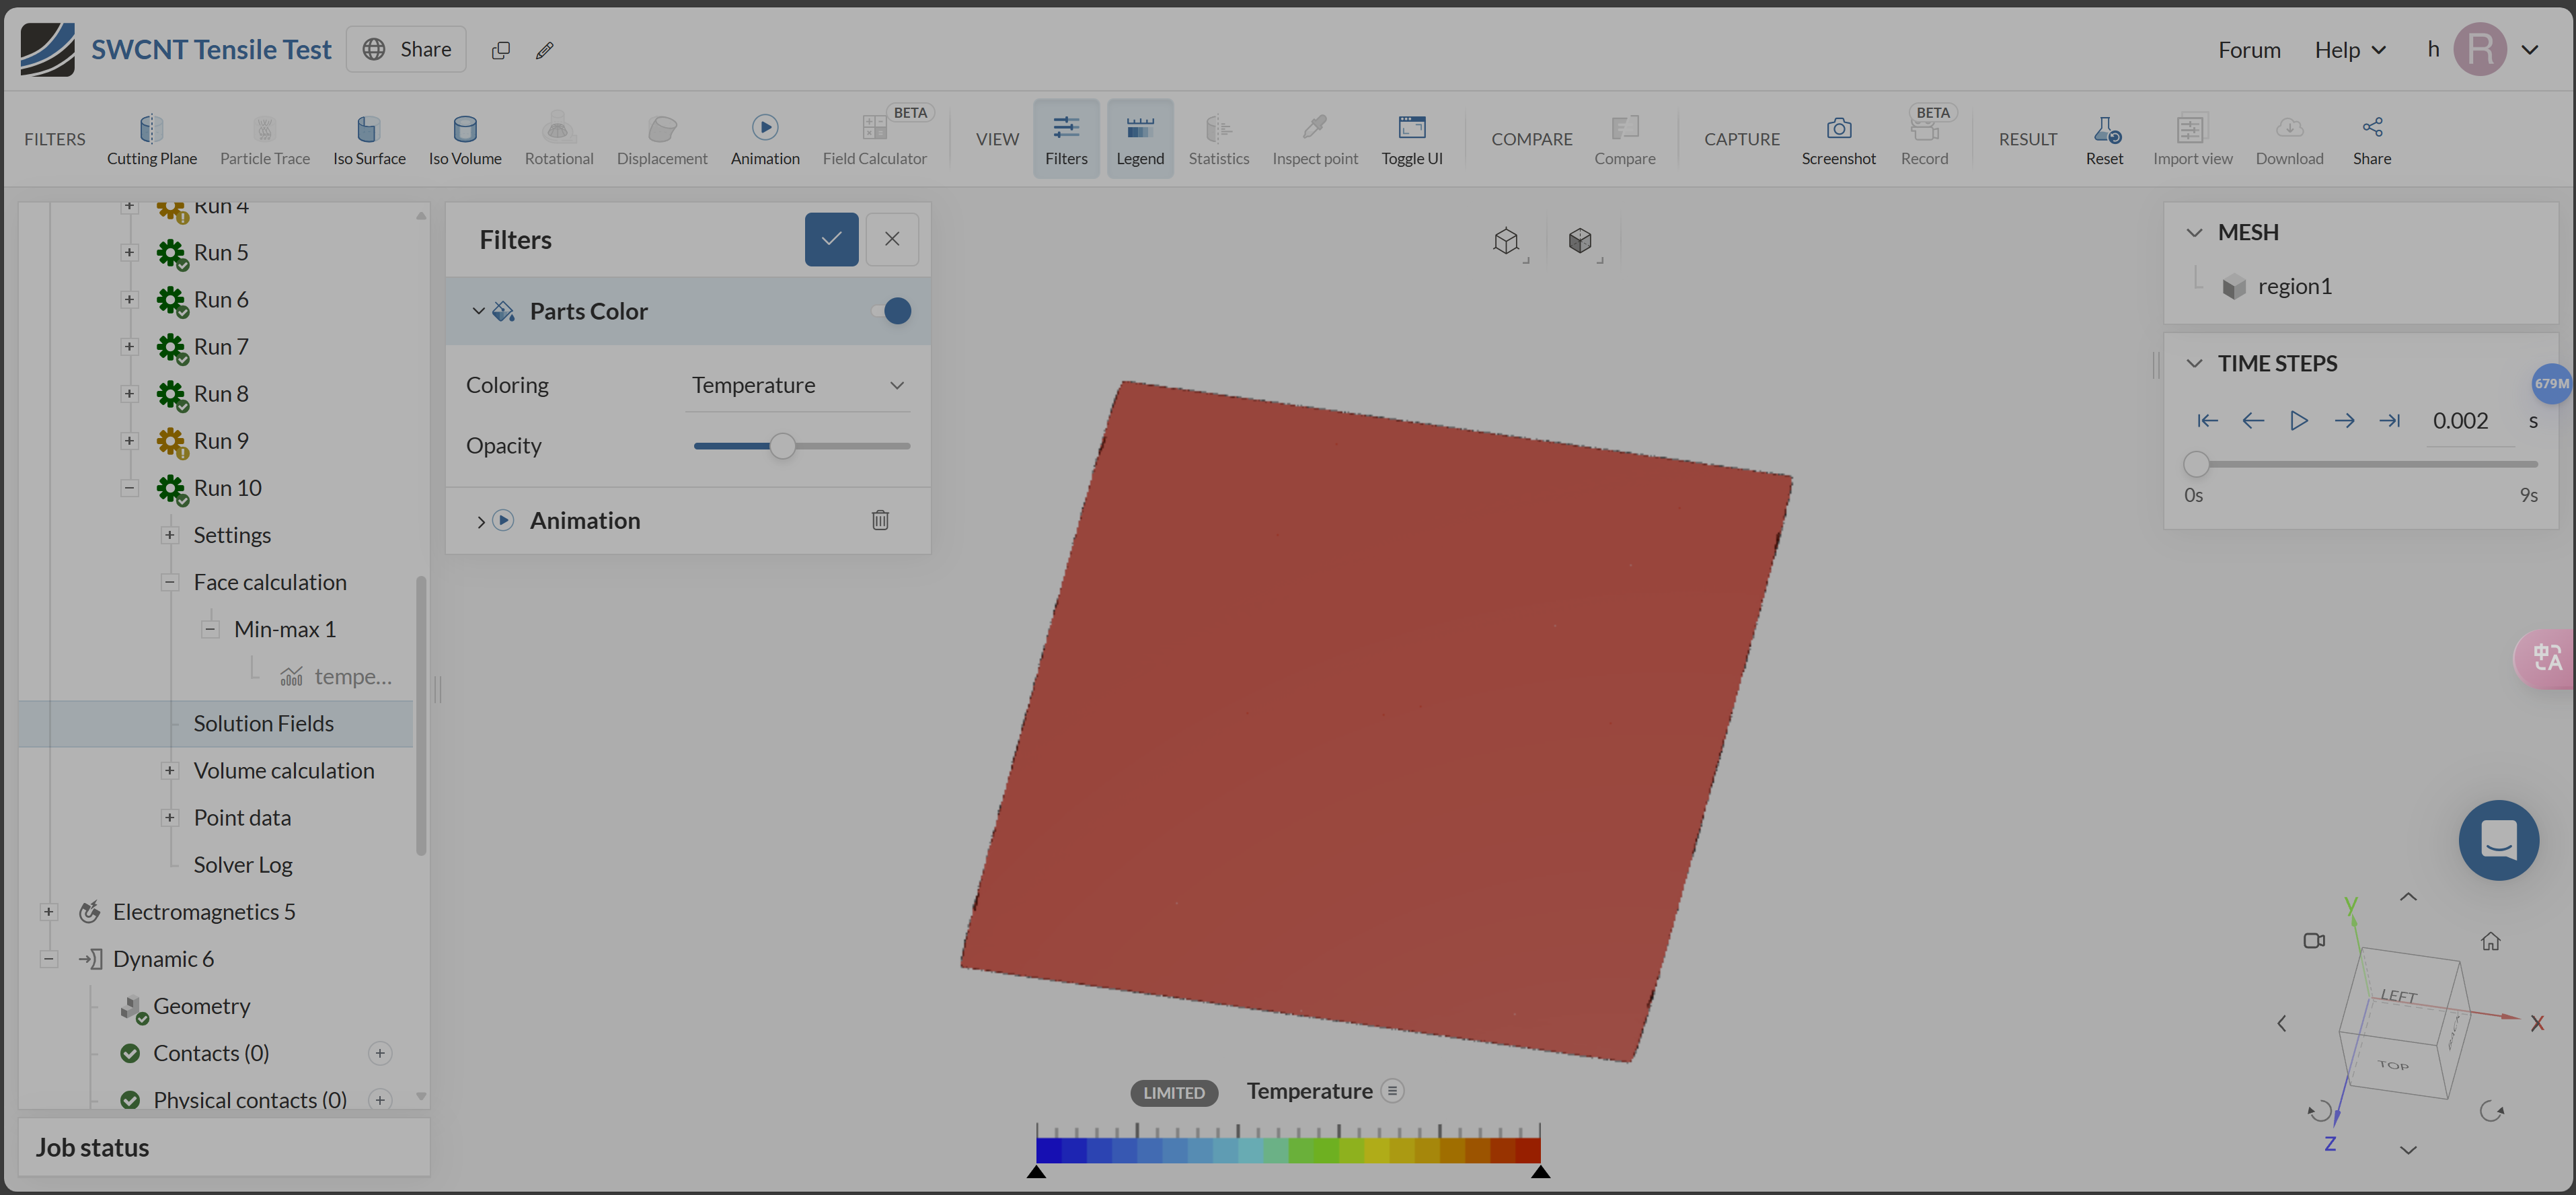 SWCNT Tensile Test
Share
Forum
Help
h
R
FILTERS
Cutting Plane
Particle Trace
Iso Surface
Iso Volume
Rotational
Displacement
Animation
BETA
Field Calculator
VIEW
Filters
Legend
Statistics
Inspect point
Toggle UI
COMPARE
Compare
CAPTURE
Screenshot
BETA
Record
RESULT
Reset
Import view
Download
Share
Run 4
Run 5
Run 6
Run 7
Run 8
Run 9
Run 10
Settings
Face calculation
Min-max 1
tempe...
Solution Fields
Volume calculation
Point data
Solver Log
Electromagnetics 5
Dynamic 6
Geometry
Contacts (0)
Physical contacts (0)
Job status
Filters
Parts Color
Coloring
Temperature
Opacity
Animation
LIMITED
Temperature
MESH
region1
TIME STEPS
679M
0.002
s
0s
9s
中A
y
LEFT
X
TOP
Z